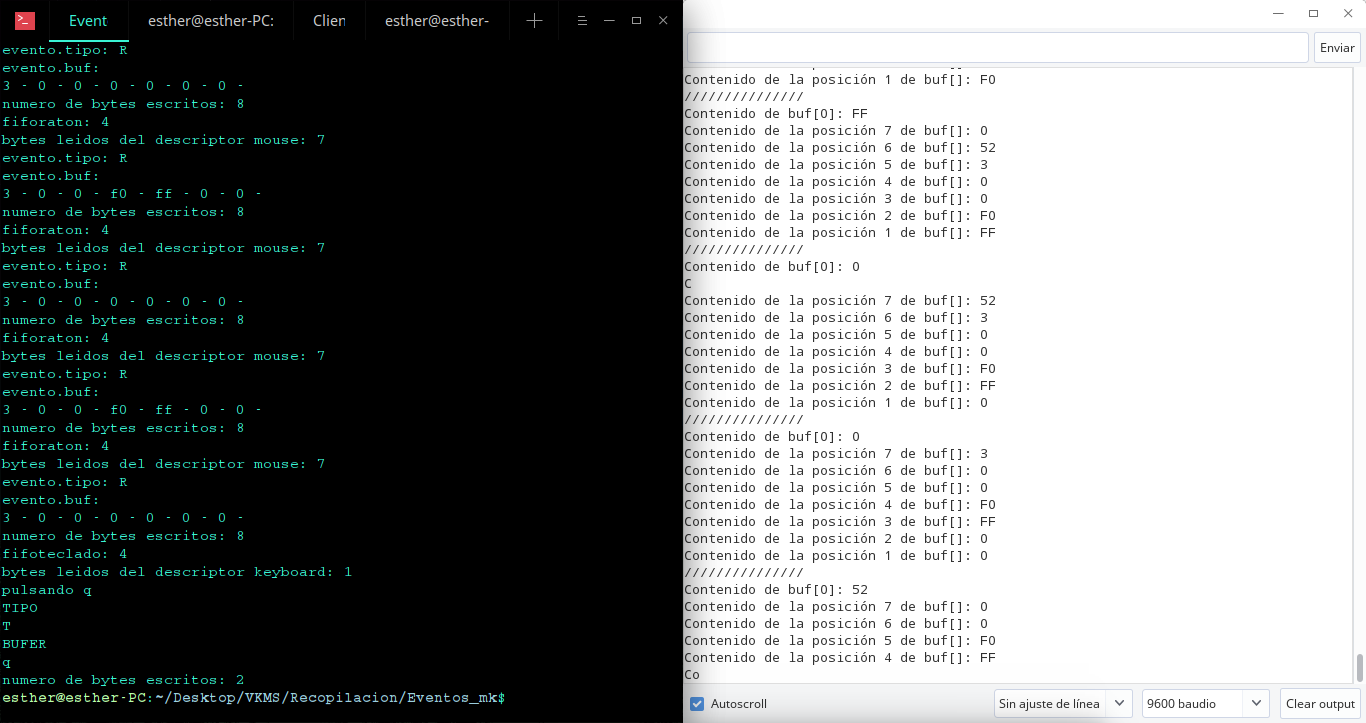 Event
esther@esther-PC:
Clien
esther@esther-
evento.tipo: R
evento.buf:
3 - 0 - 0 - 0 - 0 - 0 - 0 -
numero de bytes escritos: 8
fiforaton: 4
bytes leidos del descriptor mouse: 7
evento.tipo: R
evento.buf:
3 - 0 - 0 - f0 - ff - 0 - 0 -
numero de bytes escritos: 8
fiforaton: 4
bytes leidos del descriptor mouse: 7
evento.tipo: R
evento.buf:
3 - 0 - 0 - 0 - 0 - 0 - 0 -
numero de bytes escritos: 8
fiforaton: 4
bytes leidos del descriptor mouse: 7
evento.tipo: R
evento.buf:
3 - 0 - 0 - f0 - ff - 0 - 0 -
numero de bytes escritos: 8
fiforaton: 4
bytes leidos del descriptor mouse: 7
evento.tipo: R
evento.buf:
3 - 0 - 0 - 0 - 0 - 0 - 0 -
numero de bytes escritos: 8
fifoteclado: 4
bytes leidos del descriptor keyboard: 1
pulsando q
TIPO
T
BUFER
q
numero de bytes escritos: 2
esther@esther-PC:~/Desktop/VKMS/Recopilacion/Eventos_mk$
Enviar
Contenido de la posición 1 de buf[]: F0
///////////////
Contenido de buf[0]: FF
Contenido de la posición 7 de buf[]: 0
Contenido de la posición 6 de buf[]: 52
Contenido de la posición 5 de buf[]: 3
Contenido de la posición 4 de buf[]: 0
Contenido de la posición 3 de buf[]: 0
Contenido de la posición 2 de buf[]: F0
Contenido de la posición 1 de buf[]: FF
///////////////
Contenido de buf[0]: 0
C
Contenido de la posición 7 de buf[]: 52
Contenido de la posición 6 de buf[]: 3
Contenido de la posición 5 de buf[]: 0
Contenido de la posición 4 de buf[]: 0
Contenido de la posición 3 de buf[]: F0
Contenido de la posición 2 de buf[]: FF
Contenido de la posición 1 de buf[]: 0
///////////////
Contenido de buf[0]: 0
Contenido de la posición 7 de buf[]: 3
Contenido de la posición 6 de buf[]: 0
Contenido de la posición 5 de buf[]: 0
Contenido de la posición 4 de buf[]: F0
Contenido de la posición 3 de buf[]: FF
Contenido de la posición 2 de buf[]: 0
Contenido de la posición 1 de buf[]: 0
///////////////
Contenido de buf[0]: 52
Contenido de la posición 7 de buf[]: 0
Contenido de la posición 6 de buf[]: 0
Contenido de la posición 5 de buf[]: F0
Contenido de la posición 4 de buf[]: FF
Co
Autoscroll
Sin ajuste de línea
9600 baudio
Clear output